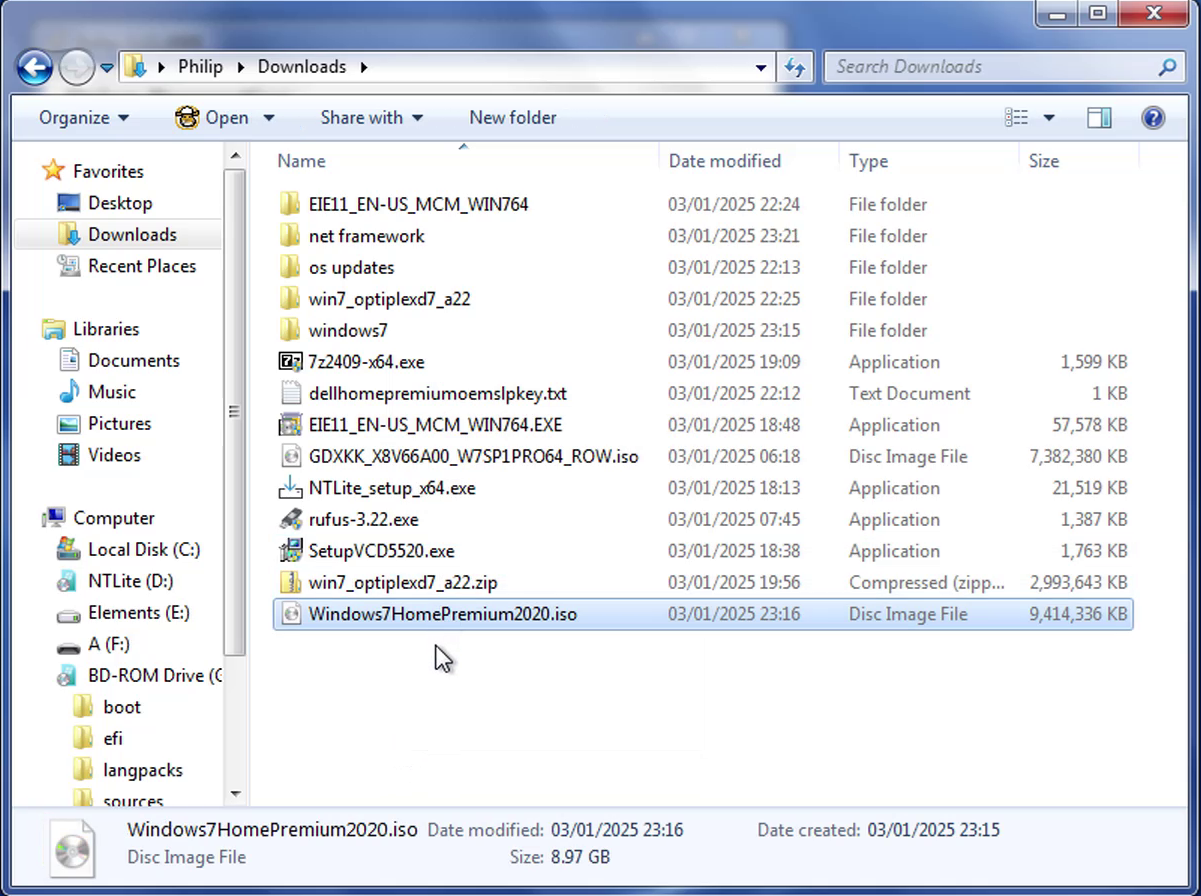 Philip Downloads Search Downloads
Organize Open Share with New folder
Favorites
Desktop
Downloads
Recent Places
Libraries
Documents
Music
Pictures
Videos
Computer
Local Disk (C:)
NTLite (D:)
Elements (E:)
A (F:)
BD-ROM Drive (G
boot
efi
langpacks
sources
Name Date modified Type Size
EIE11_EN-US_MCM_WIN764 03/01/2025 22:24 File folder
net framework 03/01/2025 23:21 File folder
os updates 03/01/2025 22:13 File folder
win7_optiplexd7_a22 03/01/2025 22:25 File folder
windows7 03/01/2025 23:15 File folder
7z2409-x64.exe 03/01/2025 19:09 Application 1,599 KB
dellhomepremiumoemslpkey.txt 03/01/2025 22:12 Text Document 1 KB
EIE11_EN-US_MCM_WIN764.EXE 03/01/2025 18:48 Application 57,578 KB
GDXKK_X8V66A00_W7SP1PRO64_ROW.iso 03/01/2025 06:18 Disc Image File 7,382,380 KB
NTLite_setup_x64.exe 03/01/2025 18:13 Application 21,519 KB
rufus-3.22.exe 03/01/2025 07:45 Application 1,387 KB
SetupVCD5520.exe 03/01/2025 18:38 Application 1,763 KB
win7_optiplexd7_a22.zip 03/01/2025 19:56 Compressed (zipp... 2,993,643 KB
Windows7HomePremium2020.iso 03/01/2025 23:16 Disc Image File 9,414,336 KB
Windows7HomePremium2020.iso Date modified: 03/01/2025 23:16 Date created: 03/01/2025 23:15
Disc Image File Size: 8.97 GB